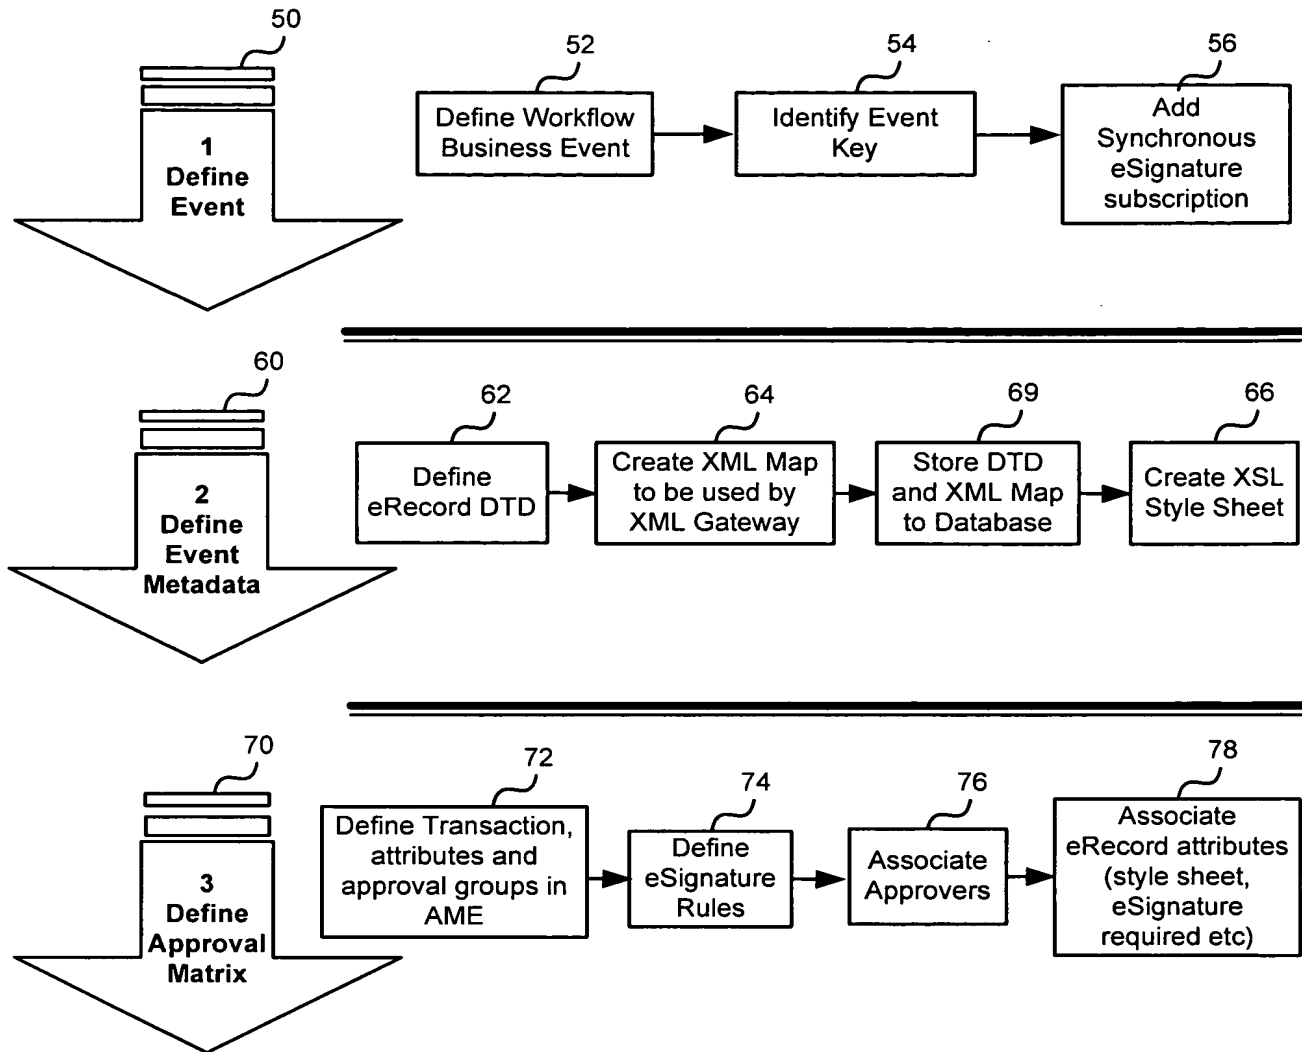 50
52
54
56
1
Define
Event
Define Workflow
Business Event
Identify Event
Key
Add
Synchronous
eSignature
subscription
60
62
64
69
66
2
Define
Event
Metadata
Define
eRecord DTD
Create XML Map
to be used by
XML Gateway
Store DTD
and XML Map
to Database
Create XSL
Style Sheet
70
72
74
76
78
3
Define
Approval
Matrix
Define Transaction,
attributes and
approval groups in
AME
Define
eSignature
Rules
Associate
Approvers
Associate
eRecord attributes
(style sheet,
eSignature
required etc)